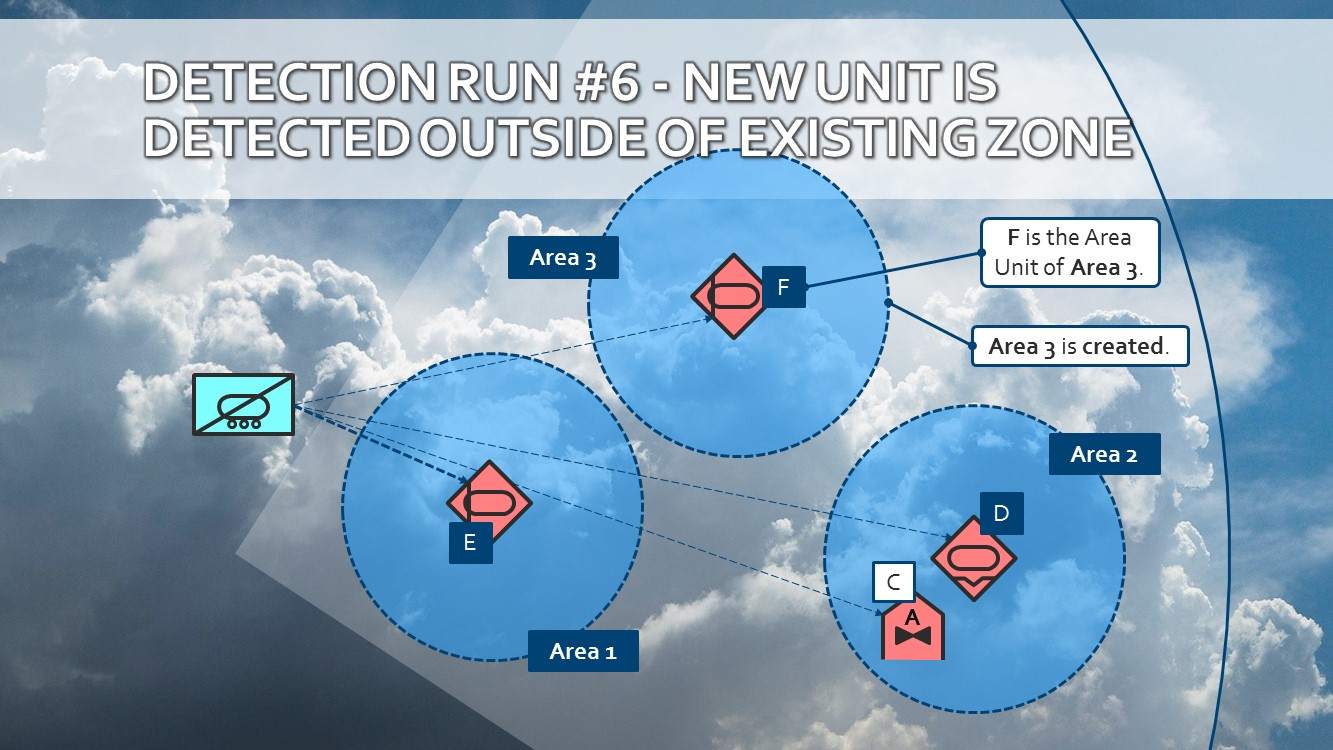 DETECTION RUN #6 - NEW UNIT IS
DETECTED OUTSIDE OF EXISTING ZONE
Area 3
F
F is the Area
Unit of Area 3.
Area 3 is created.
Area 2
D
E
C
A
Area 1